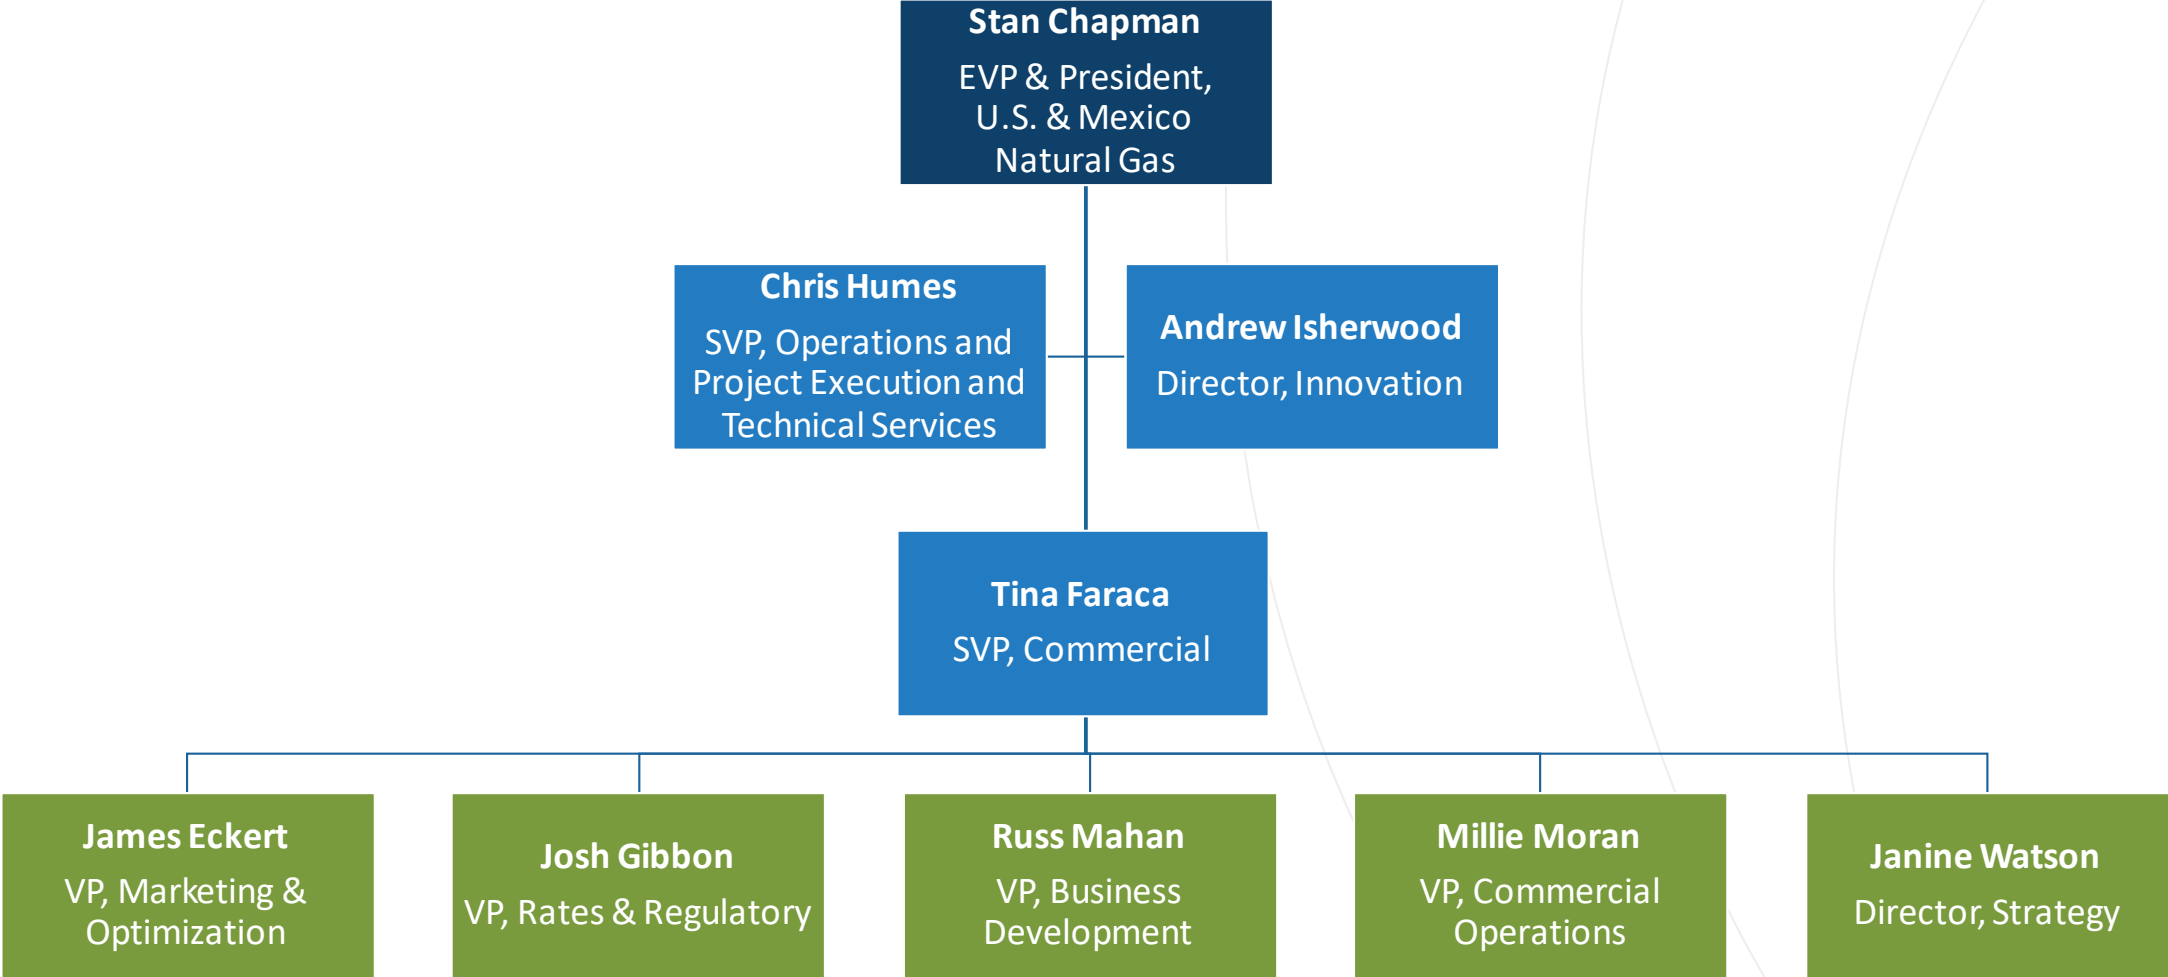 Stan Chapman
EVP & President,
U.S. & Mexico
Natural Gas
Chris Humes
SVP, Operations and
Project Execution and
Technical Services
Andrew Isherwood
Director, Innovation
Tina Faraca
SVP, Commercial
James Eckert
VP, Marketing &
Optimization
Josh Gibbon
VP, Rates & Regulatory
Russ Mahan
VP, Business
Development
Millie Moran
VP, Commercial
Operations
Janine Watson
Director, Strategy